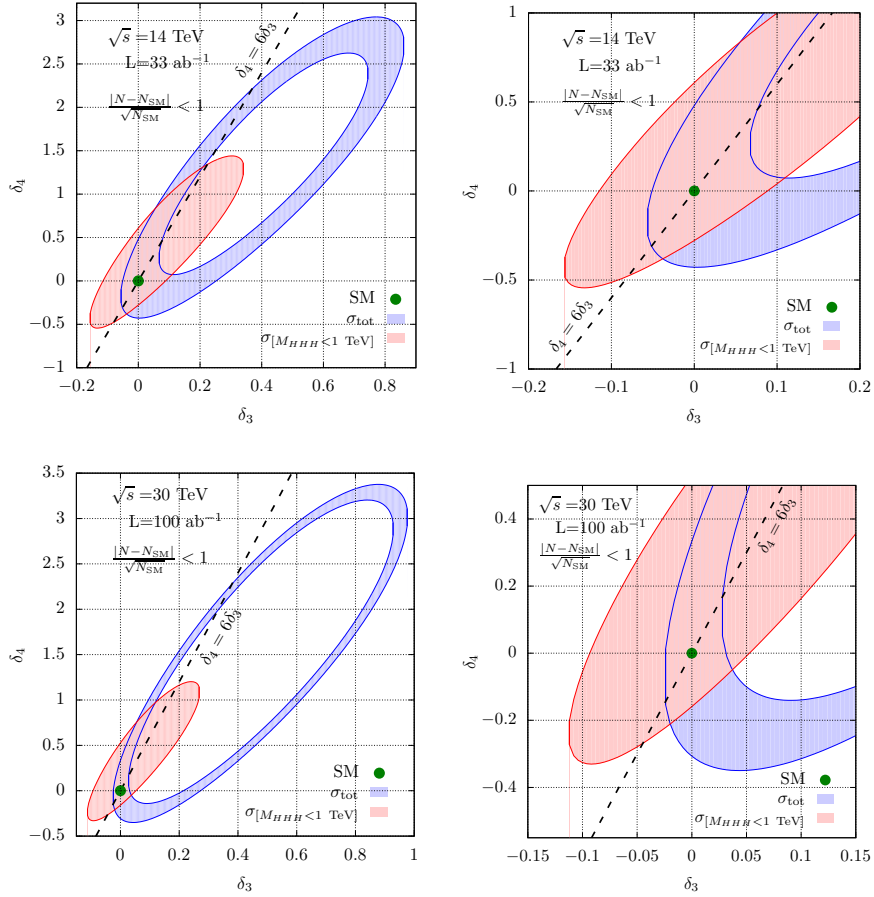 √s =14 TeV
L=33 ab⁻¹
|N−N_SM|/√N_SM < 1
δ₄ = 6δ₃
SM
σ_tot
σ_[M_HHH<1 TeV]
δ₄
3
2.5
2
1.5
1
0.5
0
−0.5
−1
−0.2 0 0.2 0.4 0.6 0.8
δ₃
√s =14 TeV
L=33 ab⁻¹
|N−N_SM|/√N_SM < 1
δ₄ = 6δ₃
SM
σ_tot
σ_[M_HHH<1 TeV]
δ₄
1
0.5
0
−0.5
−1
−0.2 −0.1 0 0.1 0.2
δ₃
√s =30 TeV
L=100 ab⁻¹
|N−N_SM|/√N_SM < 1
δ₄ = 6δ₃
SM
σ_tot
σ_[M_HHH<1 TeV]
δ₄
3.5
3
2.5
2
1.5
1
0.5
0
−0.5
0 0.2 0.4 0.6 0.8 1
δ₃
√s =30 TeV
L=100 ab⁻¹
|N−N_SM|/√N_SM < 1
δ₄ = 6δ₃
SM
σ_tot
σ_[M_HHH<1 TeV]
δ₄
0.4
0.2
0
−0.2
−0.4
−0.15 −0.1 −0.05 0 0.05 0.1 0.15
δ₃